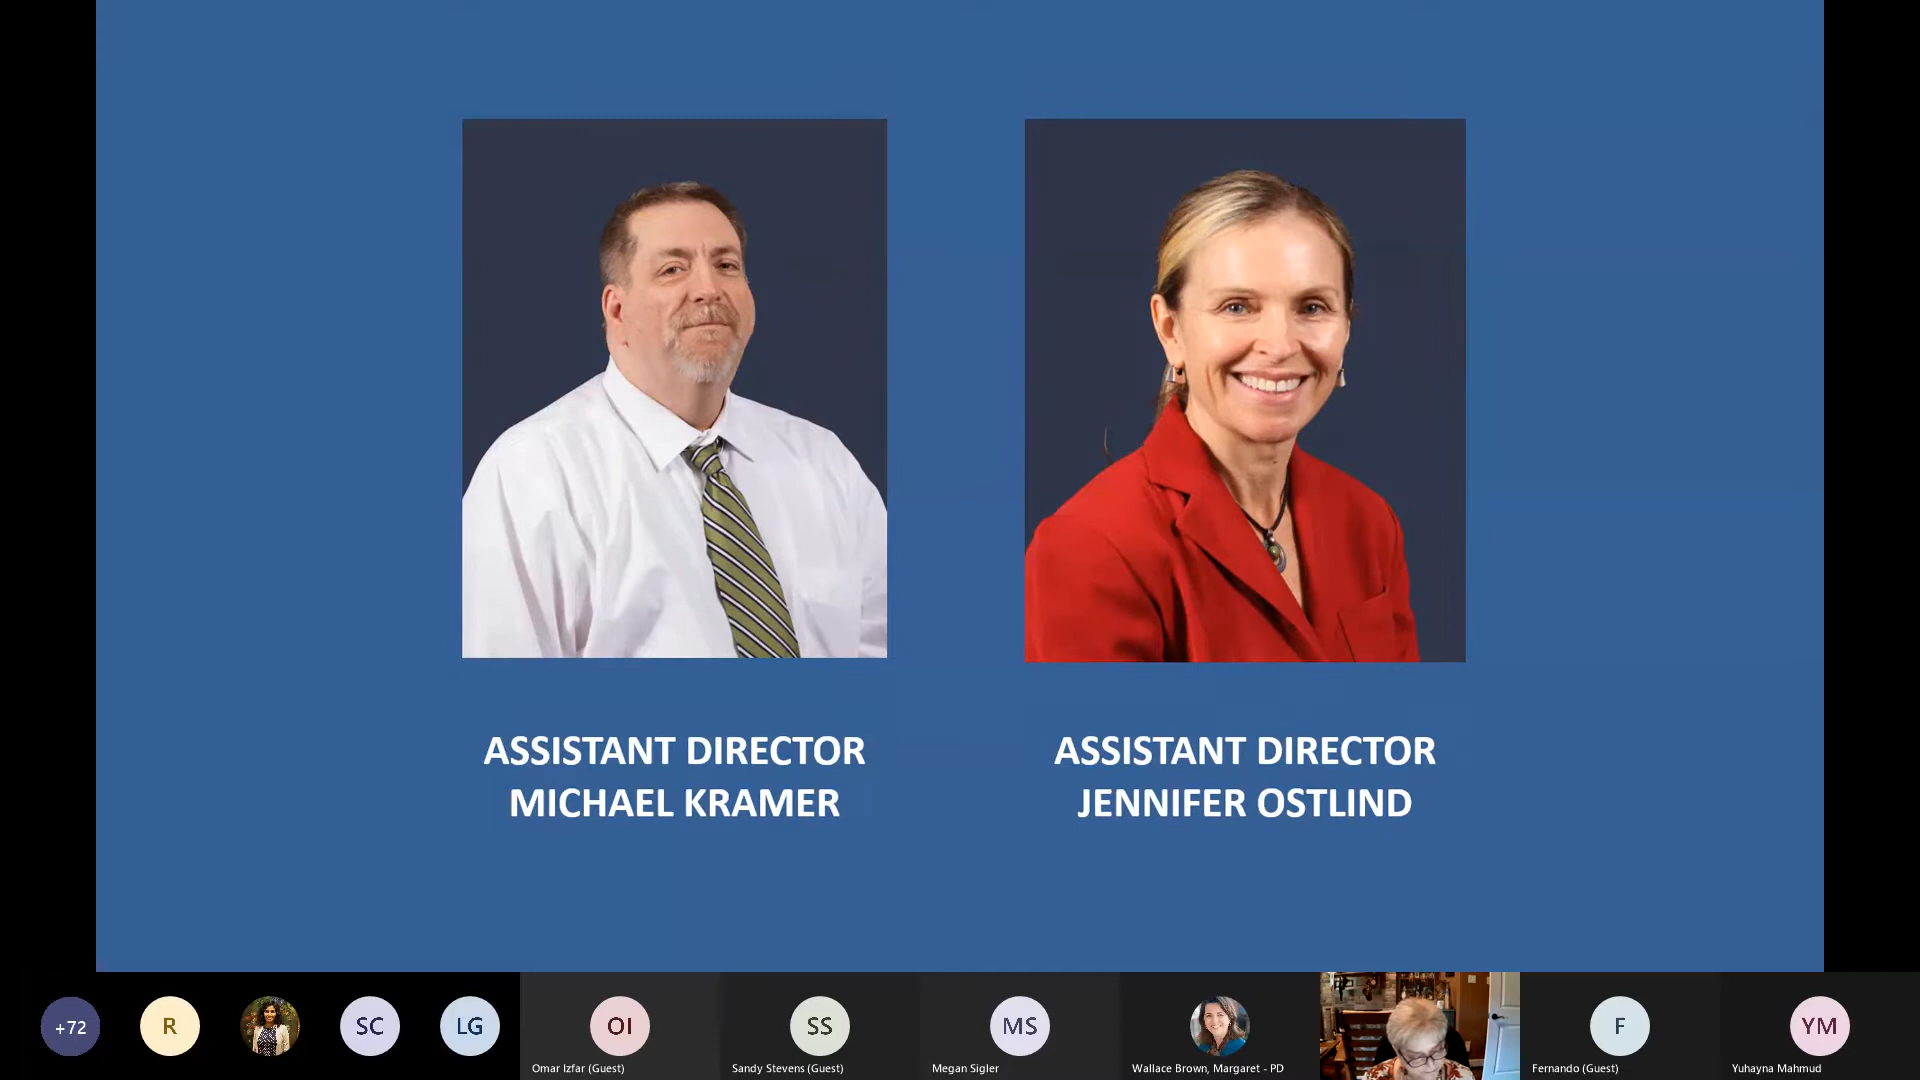 ASSISTANT DIRECTOR
MICHAEL KRAMER
ASSISTANT DIRECTOR
JENNIFER OSTLIND
+72
R
SC
LG
OI
SS
MS
F
YM
Omar Izfar (Guest)
Sandy Stevens (Guest)
Megan Sigler
Wallace Brown, Margaret - PD
Fernando (Guest)
Yuhayna Mahmud